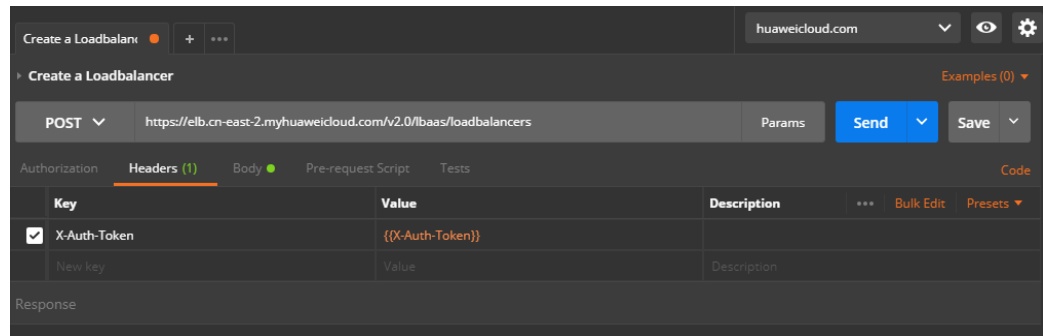 Create a Loadbalanc + ••• huaweicloud.com
Create a Loadbalancer Examples (0)
POST https://elb.cn-east-2.myhuaweicloud.com/v2.0/lbaas/loadbalancers Params Send Save
Authorization Headers (1) Body Pre-request Script Tests Code
Key Value Description ••• Bulk Edit Presets
X-Auth-Token {{X-Auth-Token}}
New key Value Description
Response